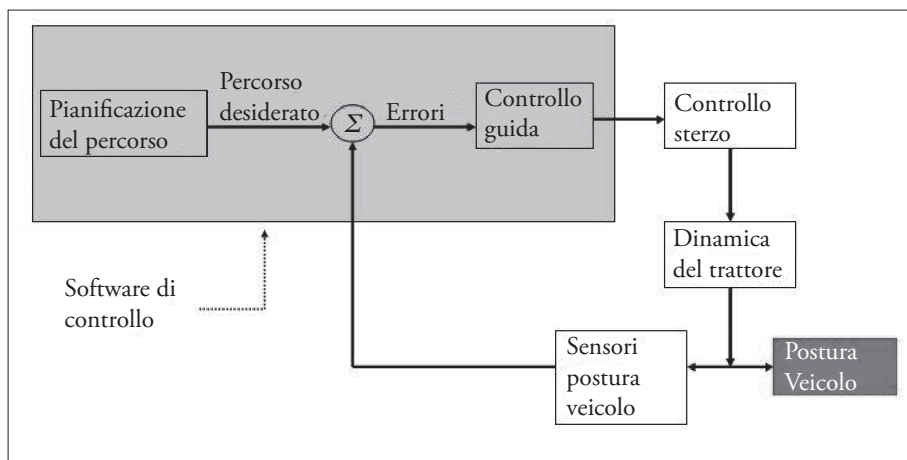 Pianificazione
del percorso
Percorso
desiderato
Σ
Errori
Controllo
guida
Controllo
sterzo
Dinamica
del trattore
Software di
controllo
Sensori
postura
veicolo
Postura
Veicolo